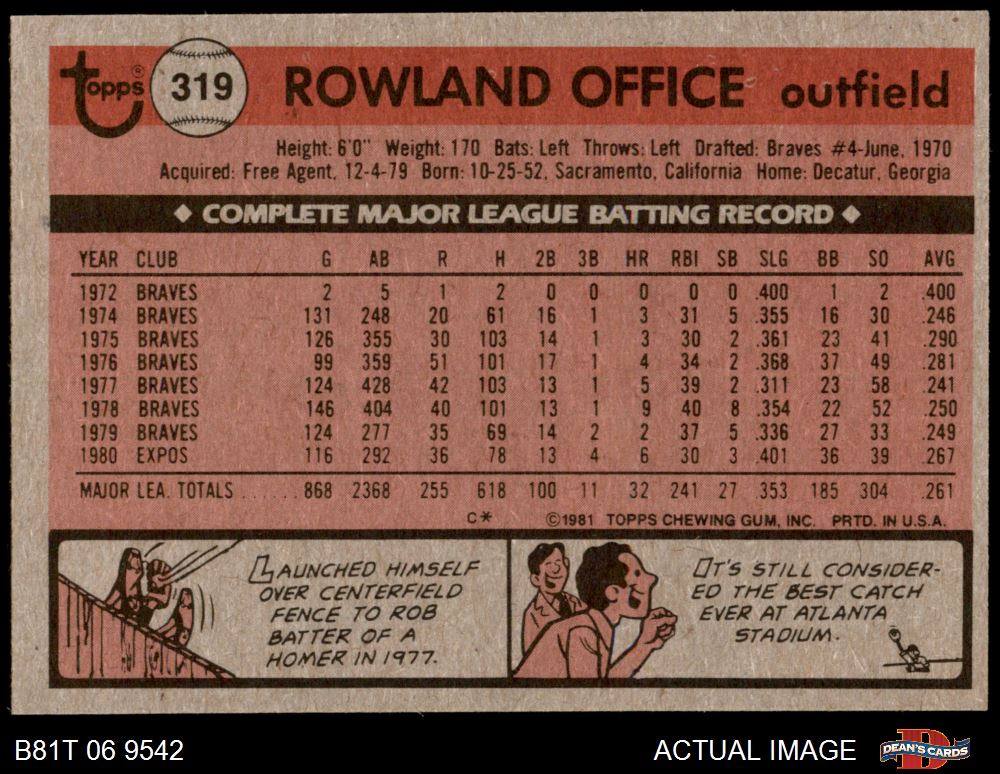 topps® 319 ROWLAND OFFICE outfield
Height: 6'0" Weight: 170 Bats: Left Throws: Left Drafted: Braves #4-June, 1970
Acquired: Free Agent, 12-4-79 Born: 10-25-52, Sacramento, California Home: Decatur, Georgia
◆ COMPLETE MAJOR LEAGUE BATTING RECORD ◆
YEAR CLUB G AB R H 2B 3B HR RBI SB SLG BB SO AVG
1972 BRAVES 2 5 1 2 0 0 0 0 0 .400 1 2 .400
1974 BRAVES 131 248 20 61 16 1 3 31 5 .355 16 30 .246
1975 BRAVES 126 355 30 103 14 1 3 30 2 .361 23 41 .290
1976 BRAVES 99 359 51 101 17 1 4 34 2 .368 37 49 .281
1977 BRAVES 124 428 42 103 13 1 5 39 2 .311 23 58 .241
1978 BRAVES 146 404 40 101 13 1 9 40 8 .354 22 52 .250
1979 BRAVES 124 277 35 69 14 2 2 37 5 .336 27 33 .249
1980 EXPOS 116 292 36 78 13 4 6 30 3 .401 36 39 .267
MAJOR LEA. TOTALS ...... 868 2368 255 618 100 11 32 241 27 .353 185 304 .261
C* ©1981 TOPPS CHEWING GUM, INC. PRTD. IN U.S.A.
LAUNCHED HIMSELF
OVER CENTERFIELD
FENCE TO ROB
BATTER OF A
HOMER IN 1977.
IT'S STILL CONSIDER-
ED THE BEST CATCH
EVER AT ATLANTA
STADIUM.
B81T 06 9542 ACTUAL IMAGE DEAN'S CARDS